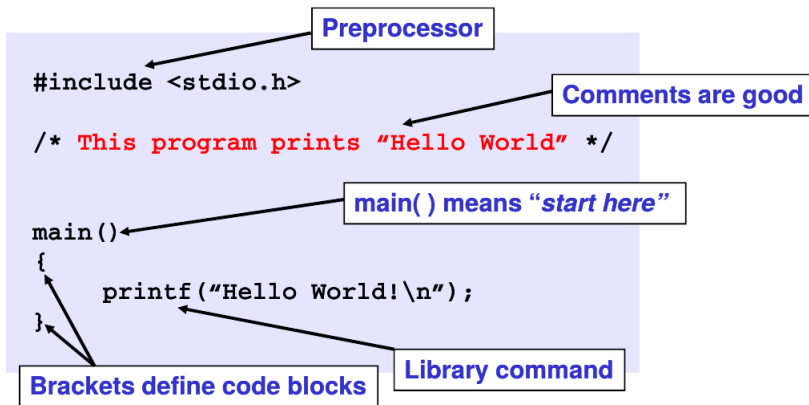 Preprocessor
#include <stdio.h>
Comments are good
/* This program prints “Hello World” */
main( ) means “start here”
main()
{
printf(“Hello World!\n”);
}
Library command
Brackets define code blocks